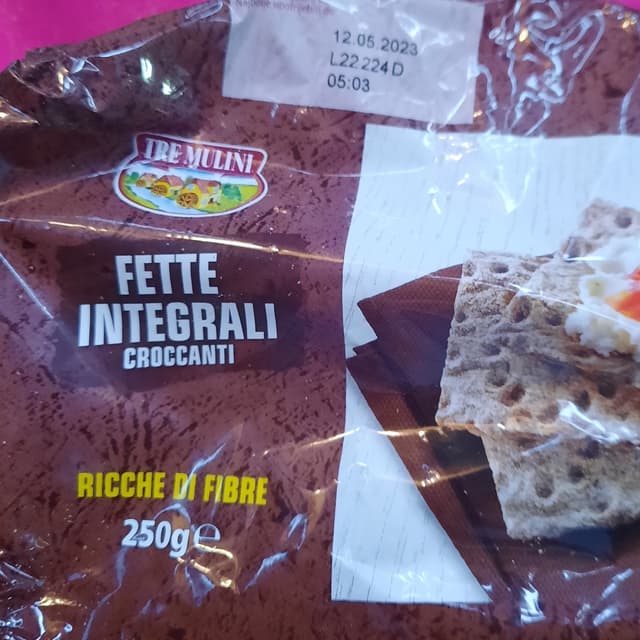 12.05.2023
L22 224 D
05:03
TRE MULINI
FETTE
INTEGRALI
CROCCANTI
RICCHE DI FIBRE
250g℮